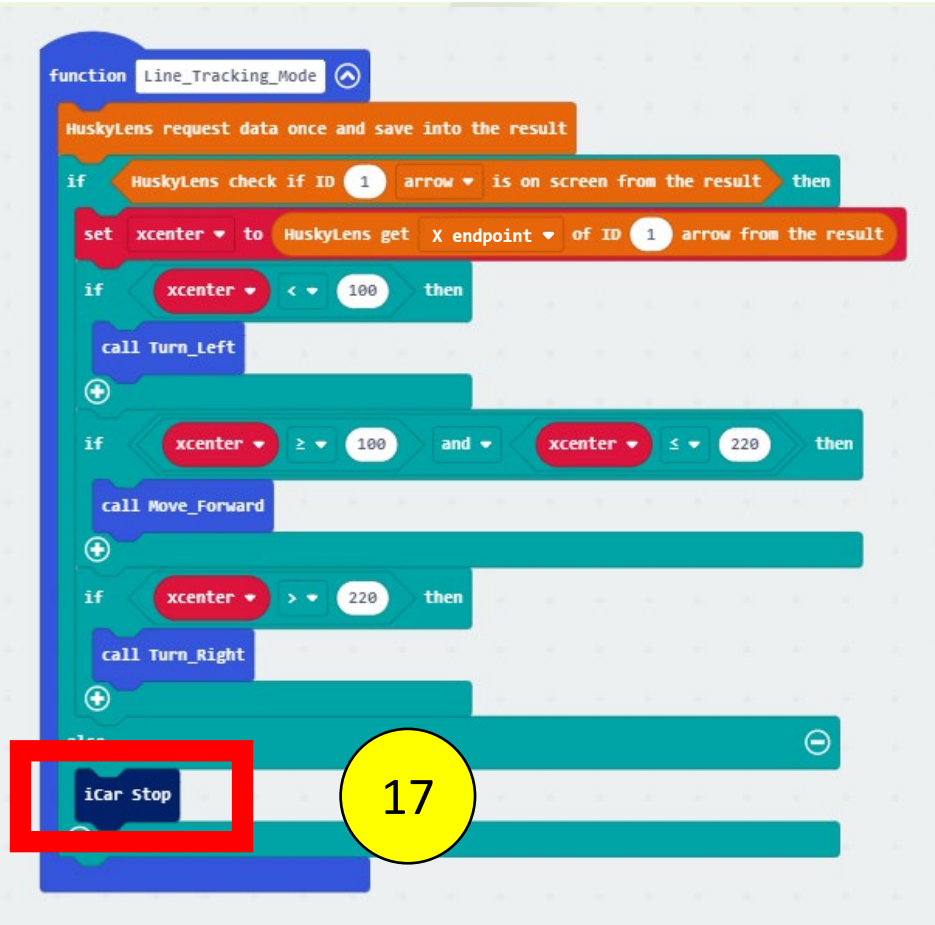 function Line_Tracking_Mode
HuskyLens request data once and save into the result
if HuskyLens check if ID 1 arrow is on screen from the result then
set xcenter to HuskyLens get X endpoint of ID 1 arrow from the result
if xcenter < 100 then
call Turn_Left
if xcenter ≥ 100 and xcenter ≤ 220 then
call Move_Forward
if xcenter > 220 then
call Turn_Right
else
iCar Stop
17